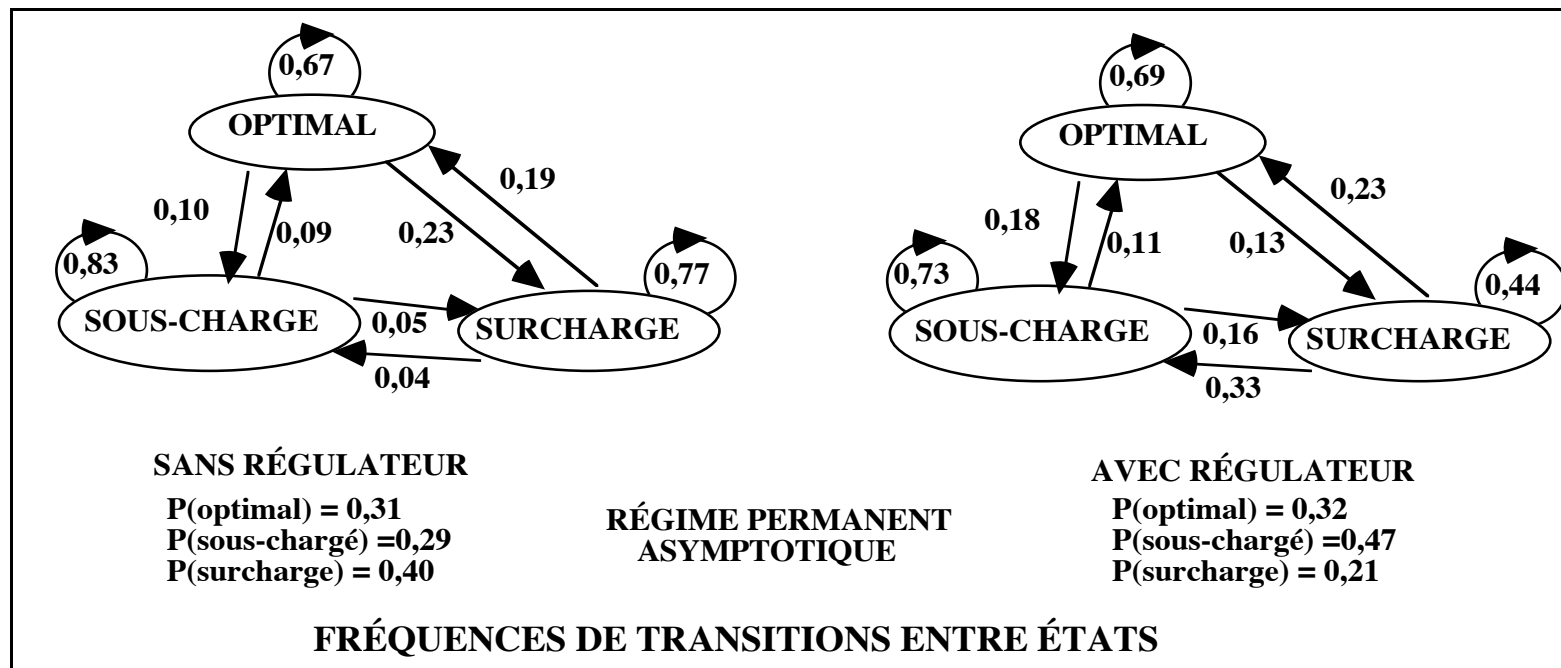 0,67
OPTIMAL
0,10
0,09
0,23
0,19
0,83
0,77
SOUS-CHARGE
0,05
SURCHARGE
0,04
SANS RÉGULATEUR
P(optimal) = 0,31
P(sous-chargé) =0,29
P(surcharge) = 0,40
0,69
OPTIMAL
0,18
0,11
0,13
0,23
0,73
0,44
SOUS-CHARGE
0,16
SURCHARGE
0,33
AVEC RÉGULATEUR
P(optimal) = 0,32
P(sous-chargé) =0,47
P(surcharge) = 0,21
RÉGIME PERMANENT
ASYMPTOTIQUE
FRÉQUENCES DE TRANSITIONS ENTRE ÉTATS